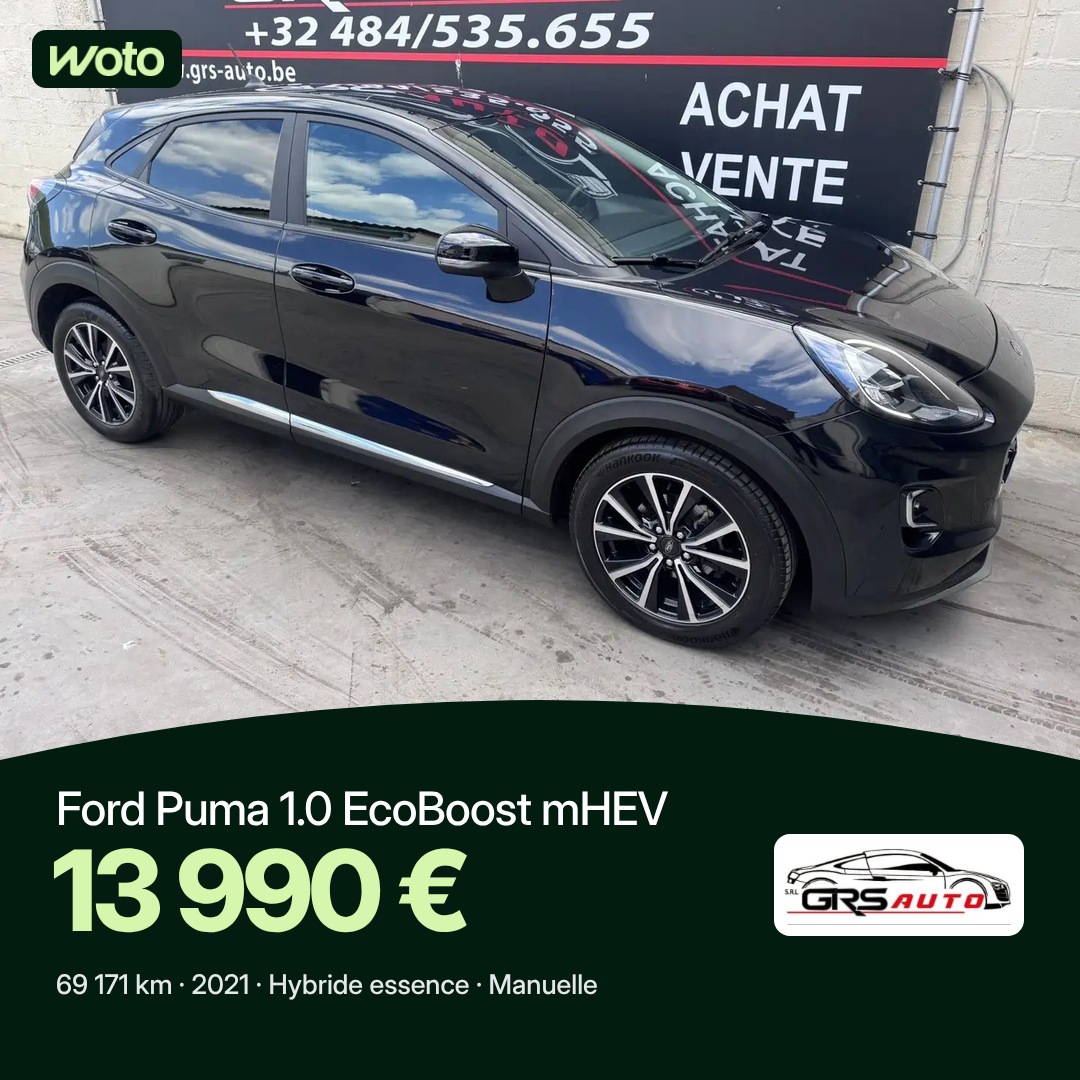 +32 484/535.655
woto
.grs-auto.be
ACHAT
VENTE
HANKOOK
Ford Puma 1.0 EcoBoost mHEV
13 990 €
S.R.L GRS AUTO
69 171 km · 2021 · Hybride essence · Manuelle